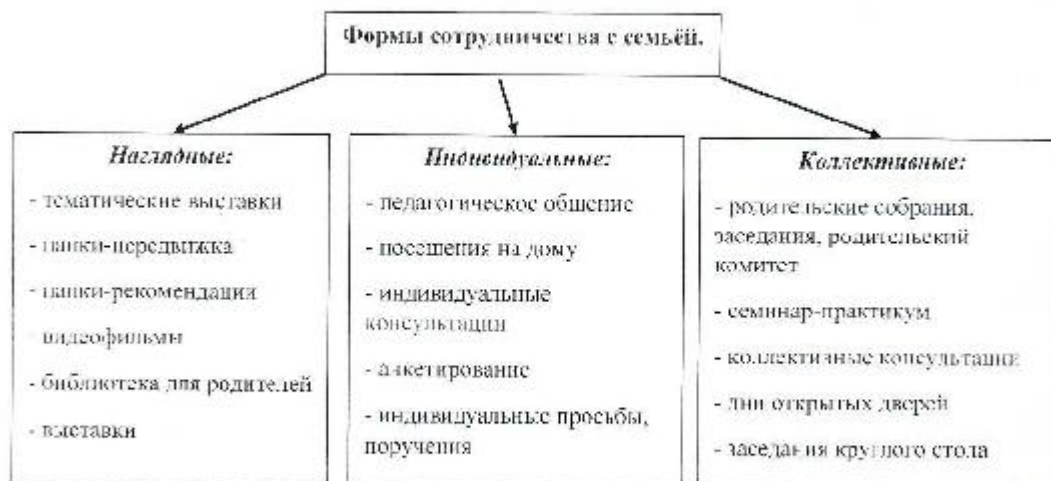 Формы сотрудничества с семьёй.
Наглядные:
- тематические выставки
- папки-передвижка
- папки-рекомендации
- видеофильмы
- библиотека для родителей
- выставки
Индивидуальные:
- педагогическое общение
- посещения на дому
- индивидуальные
консультации
- анкетирование
- индивидуальные просьбы,
поручения
Коллективные:
- родительские собрания,
заседания, родительский
комитет
- семинар-практикум
- коллективные консультации
- дни открытых дверей
- заседания круглого стола